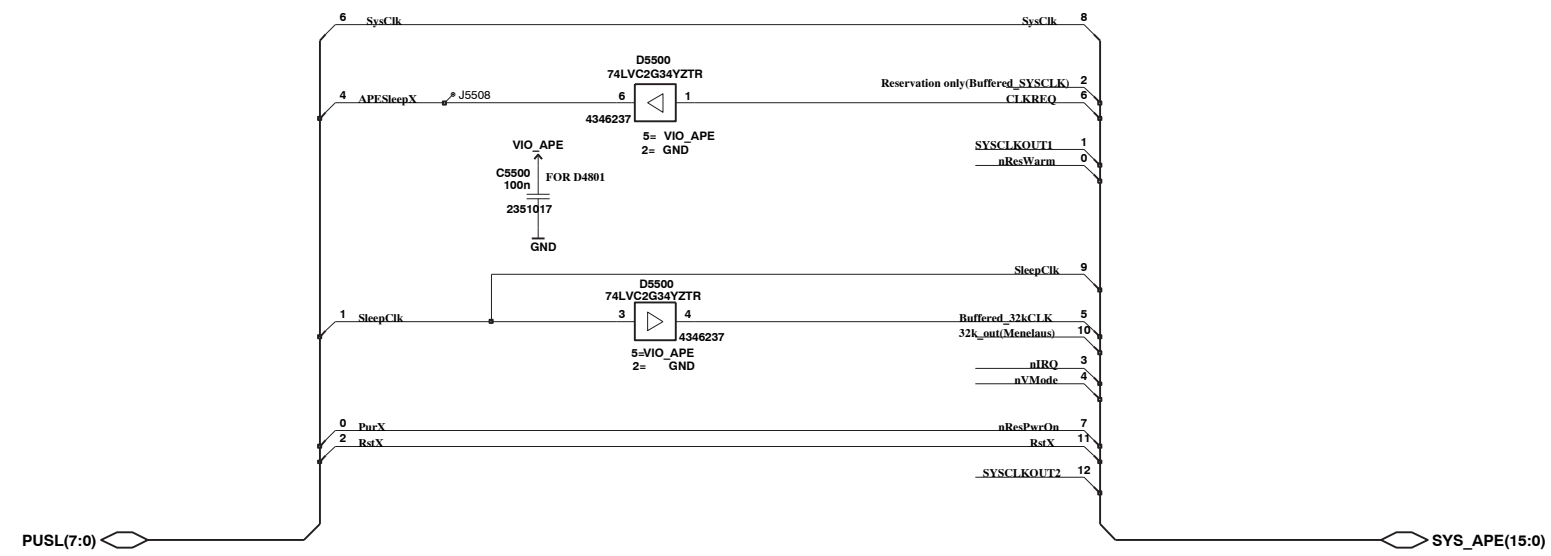 6 SysClk SysClk 8
D5500
74LVC2G34YZTR
Reservation only(Buffered_SYSCLK) 2
4 APESleepX J5508 6 1 CLKREQ 6
4346237
5= VIO_APE
2= GND
VIO_APE
SYSCLKOUT1 1
nResWarm 0
C5500
100n
FOR D4801
2351017
GND
SleepClk 9
D5500
74LVC2G34YZTR
1 SleepClk 3 4 Buffered_32kCLK 5
4346237
32k_out(Menelaus) 10
5=VIO_APE
2= GND
nIRQ 3
nVMode 4
0 PurX nResPwrOn 7
2 RstX RstX 11
SYSCLKOUT2 12
PUSL(7:0) SYS_APE(15:0)